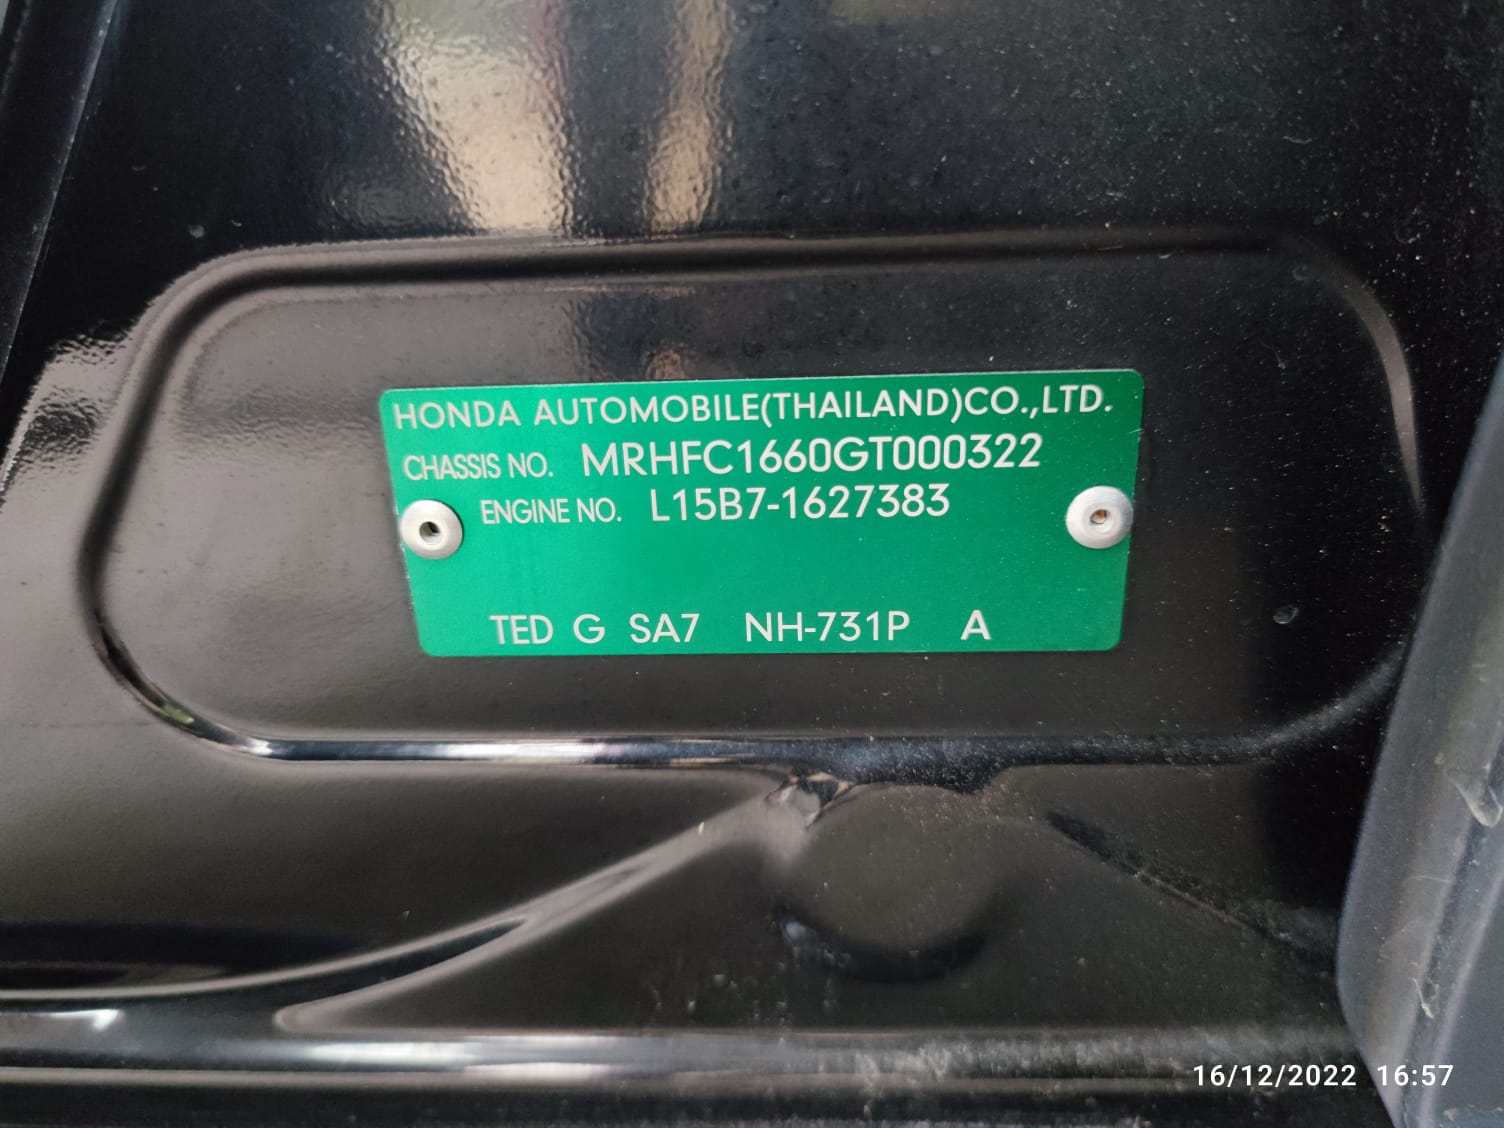 HONDA AUTOMOBILE(THAILAND)CO.,LTD.
CHASSIS NO. MRHFC1660GT000322
ENGINE NO. L15B7-1627383
TED G SA7 NH-731P A
16/12/2022 16:57